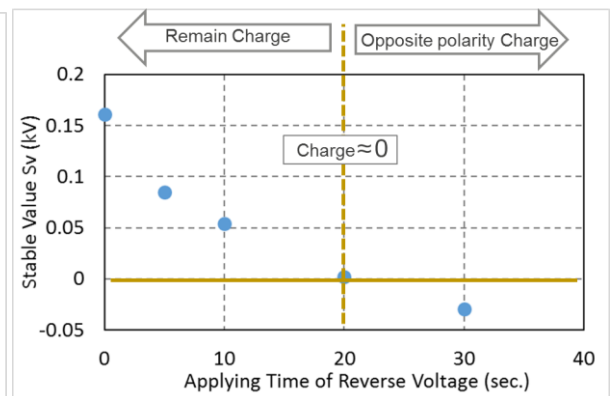 Remain Charge
Opposite polarity Charge
0.2
0.15
0.1
0.05
0
-0.05
Stable Value Sv (kV)
Charge≈0
0
10
20
30
40
Applying Time of Reverse Voltage (sec.)